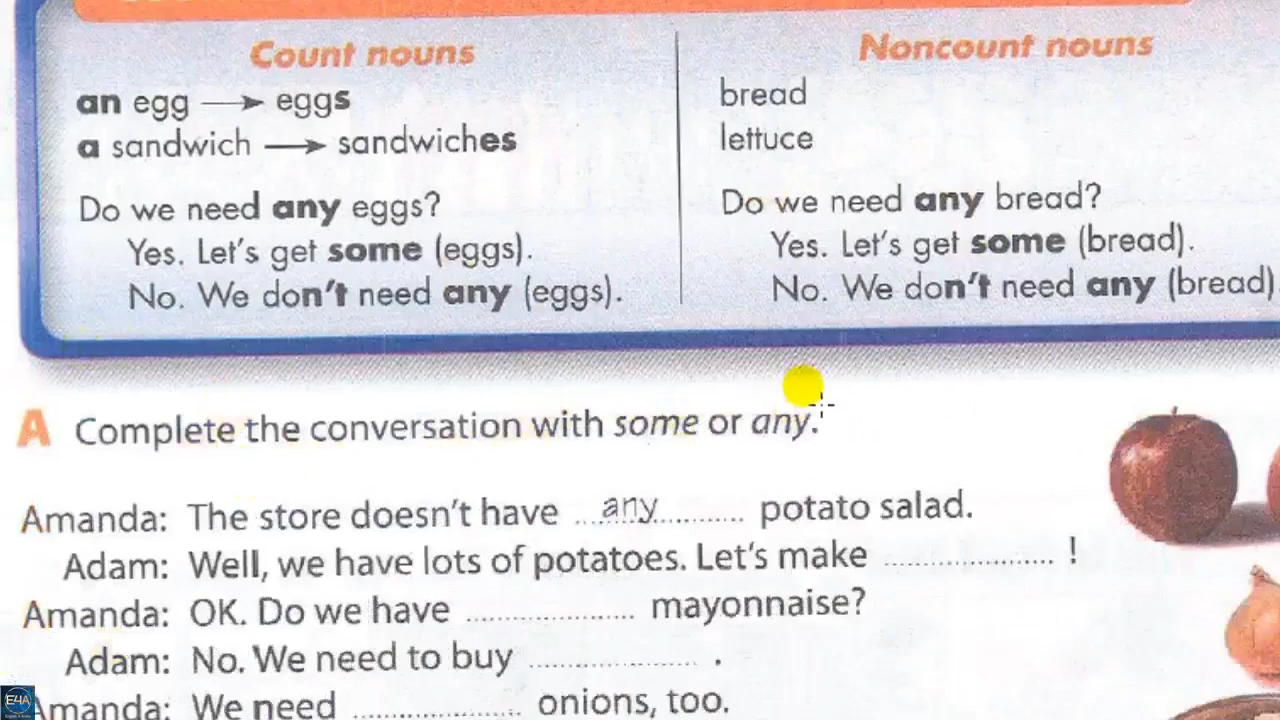 Count nouns
an egg → eggs
a sandwich → sandwiches
Do we need any eggs?
Yes. Let's get some (eggs).
No. We don't need any (eggs).
Noncount nouns
bread
lettuce
Do we need any bread?
Yes. Let's get some (bread).
No. We don't need any (bread)
A Complete the conversation with some or any.
Amanda: The store doesn't have any potato salad.
Adam: Well, we have lots of potatoes. Let's make ............ !
Amanda: OK. Do we have ............ mayonnaise?
Adam: No. We need to buy ............ .
Amanda: We need ............ onions, too.
E4A